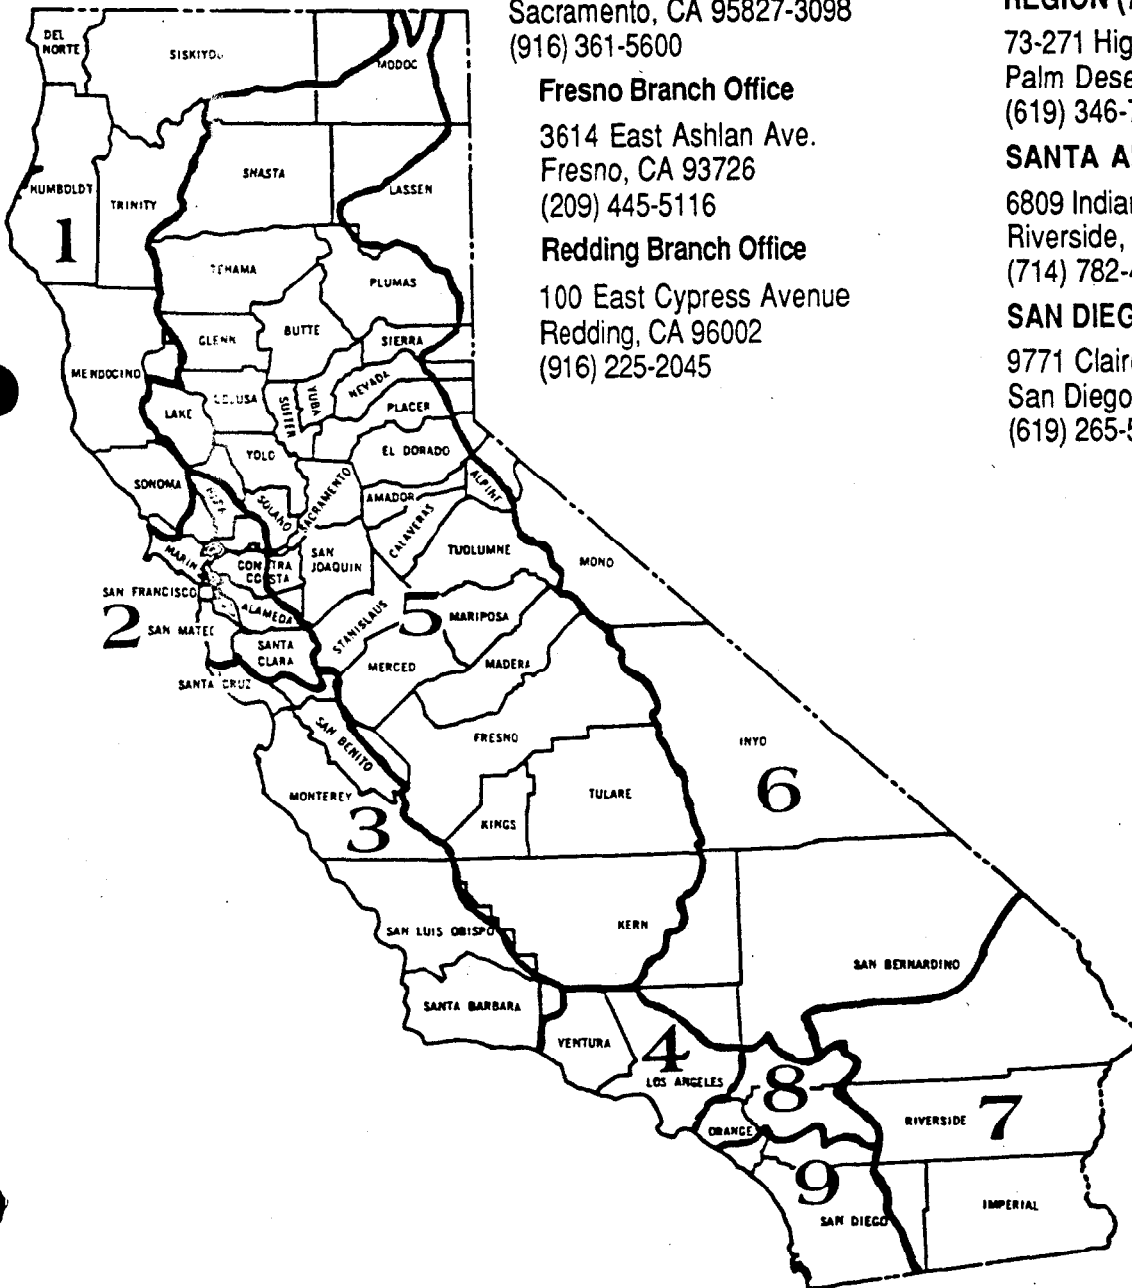 Sacramento, CA 95827-3098
(916) 361-5600
Fresno Branch Office
3614 East Ashlan Ave.
Fresno, CA 93726
(209) 445-5116
Redding Branch Office
100 East Cypress Avenue
Redding, CA 96002
(916) 225-2045
73-271
Palm
(619) 346-
SANTA
6809
Riverside,
(714) 782-
SAN
9771
San
(619) 265-
DEL
NORTE
SISKIYOU
MODOC
HUMBOLDT
TRINITY
SHASTA
LASSEN
1
TEHAMA
PLUMAS
GLENN
BUTTE
SIERRA
MENDOCINO
LAKE
COLUSA
SUTTER
YUBA
NEVADA
PLACER
YOLO
EL DORADO
SONOMA
NAPA
SOLANO
SACRAMENTO
AMADOR
ALPINE
CALAVERAS
MARIN
CONTRA
COSTA
SAN
JOAQUIN
TUOLUMNE
MONO
SAN FRANCISCO
2
ALAMEDA
STANISLAUS
5
MARIPOSA
SAN MATEO
SANTA
CLARA
MERCED
MADERA
SANTA CRUZ
SAN BENITO
FRESNO
INYO
6
MONTEREY
3
KINGS
TULARE
SAN LUIS OBISPO
KERN
SAN BERNARDINO
SANTA BARBARA
VENTURA
4
LOS ANGELES
8
ORANGE
RIVERSIDE
7
9
SAN DIEGO
IMPERIAL